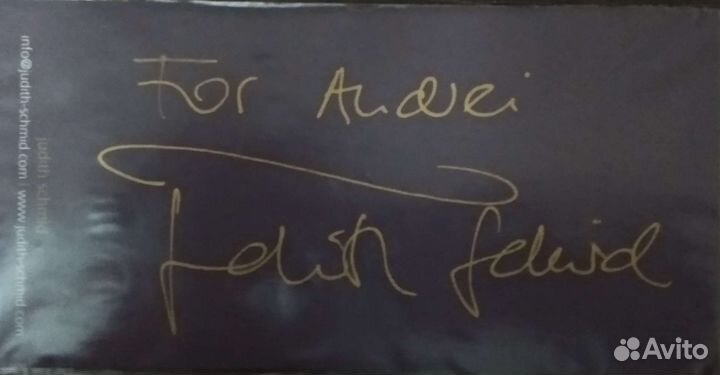 For Andrei
Judith Schmid
judith schmid
info@judith-schmid.com www.judith-schmid.com
Avito